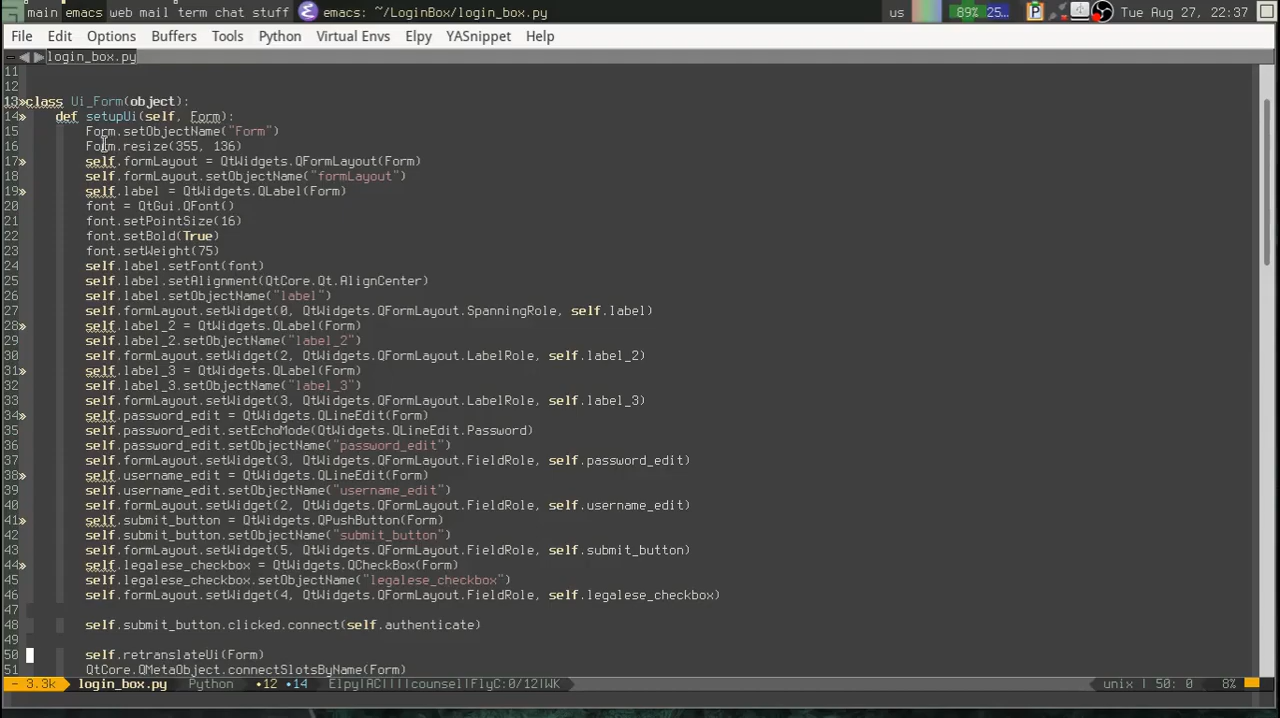 main emacs web mail term chat stuff emacs: ~/LoginBox/login_box.py us 89% 25... P Tue Aug 27, 22:37
File Edit Options Buffers Tools Python Virtual Envs Elpy YASnippet Help
login_box.py
11
12
13»class Ui_Form(object):
14» def setupUi(self, Form):
15 Form.setObjectName("Form")
16 Form.resize(355, 136)
17» self.formLayout = QtWidgets.QFormLayout(Form)
18 self.formLayout.setObjectName("formLayout")
19» self.label = QtWidgets.QLabel(Form)
20 font = QtGui.QFont()
21 font.setPointSize(16)
22 font.setBold(True)
23 font.setWeight(75)
24 self.label.setFont(font)
25 self.label.setAlignment(QtCore.Qt.AlignCenter)
26 self.label.setObjectName("label")
27 self.formLayout.setWidget(0, QtWidgets.QFormLayout.SpanningRole, self.label)
28» self.label_2 = QtWidgets.QLabel(Form)
29 self.label_2.setObjectName("label_2")
30 self.formLayout.setWidget(2, QtWidgets.QFormLayout.LabelRole, self.label_2)
31» self.label_3 = QtWidgets.QLabel(Form)
32 self.label_3.setObjectName("label_3")
33 self.formLayout.setWidget(3, QtWidgets.QFormLayout.LabelRole, self.label_3)
34» self.password_edit = QtWidgets.QLineEdit(Form)
35 self.password_edit.setEchoMode(QtWidgets.QLineEdit.Password)
36 self.password_edit.setObjectName("password_edit")
37 self.formLayout.setWidget(3, QtWidgets.QFormLayout.FieldRole, self.password_edit)
38» self.username_edit = QtWidgets.QLineEdit(Form)
39 self.username_edit.setObjectName("username_edit")
40 self.formLayout.setWidget(2, QtWidgets.QFormLayout.FieldRole, self.username_edit)
41» self.submit_button = QtWidgets.QPushButton(Form)
42 self.submit_button.setObjectName("submit_button")
43 self.formLayout.setWidget(5, QtWidgets.QFormLayout.FieldRole, self.submit_button)
44» self.legalese_checkbox = QtWidgets.QCheckBox(Form)
45 self.legalese_checkbox.setObjectName("legalese_checkbox")
46 self.formLayout.setWidget(4, QtWidgets.QFormLayout.FieldRole, self.legalese_checkbox)
47
48 self.submit_button.clicked.connect(self.authenticate)
49
50 self.retranslateUi(Form)
51 QtCore.QMetaObject.connectSlotsByName(Form)
- 3.3k login_box.py Python •12 •14 Elpy|AC||||counsel|FlyC:0/12|WK unix | 50: 0 8%